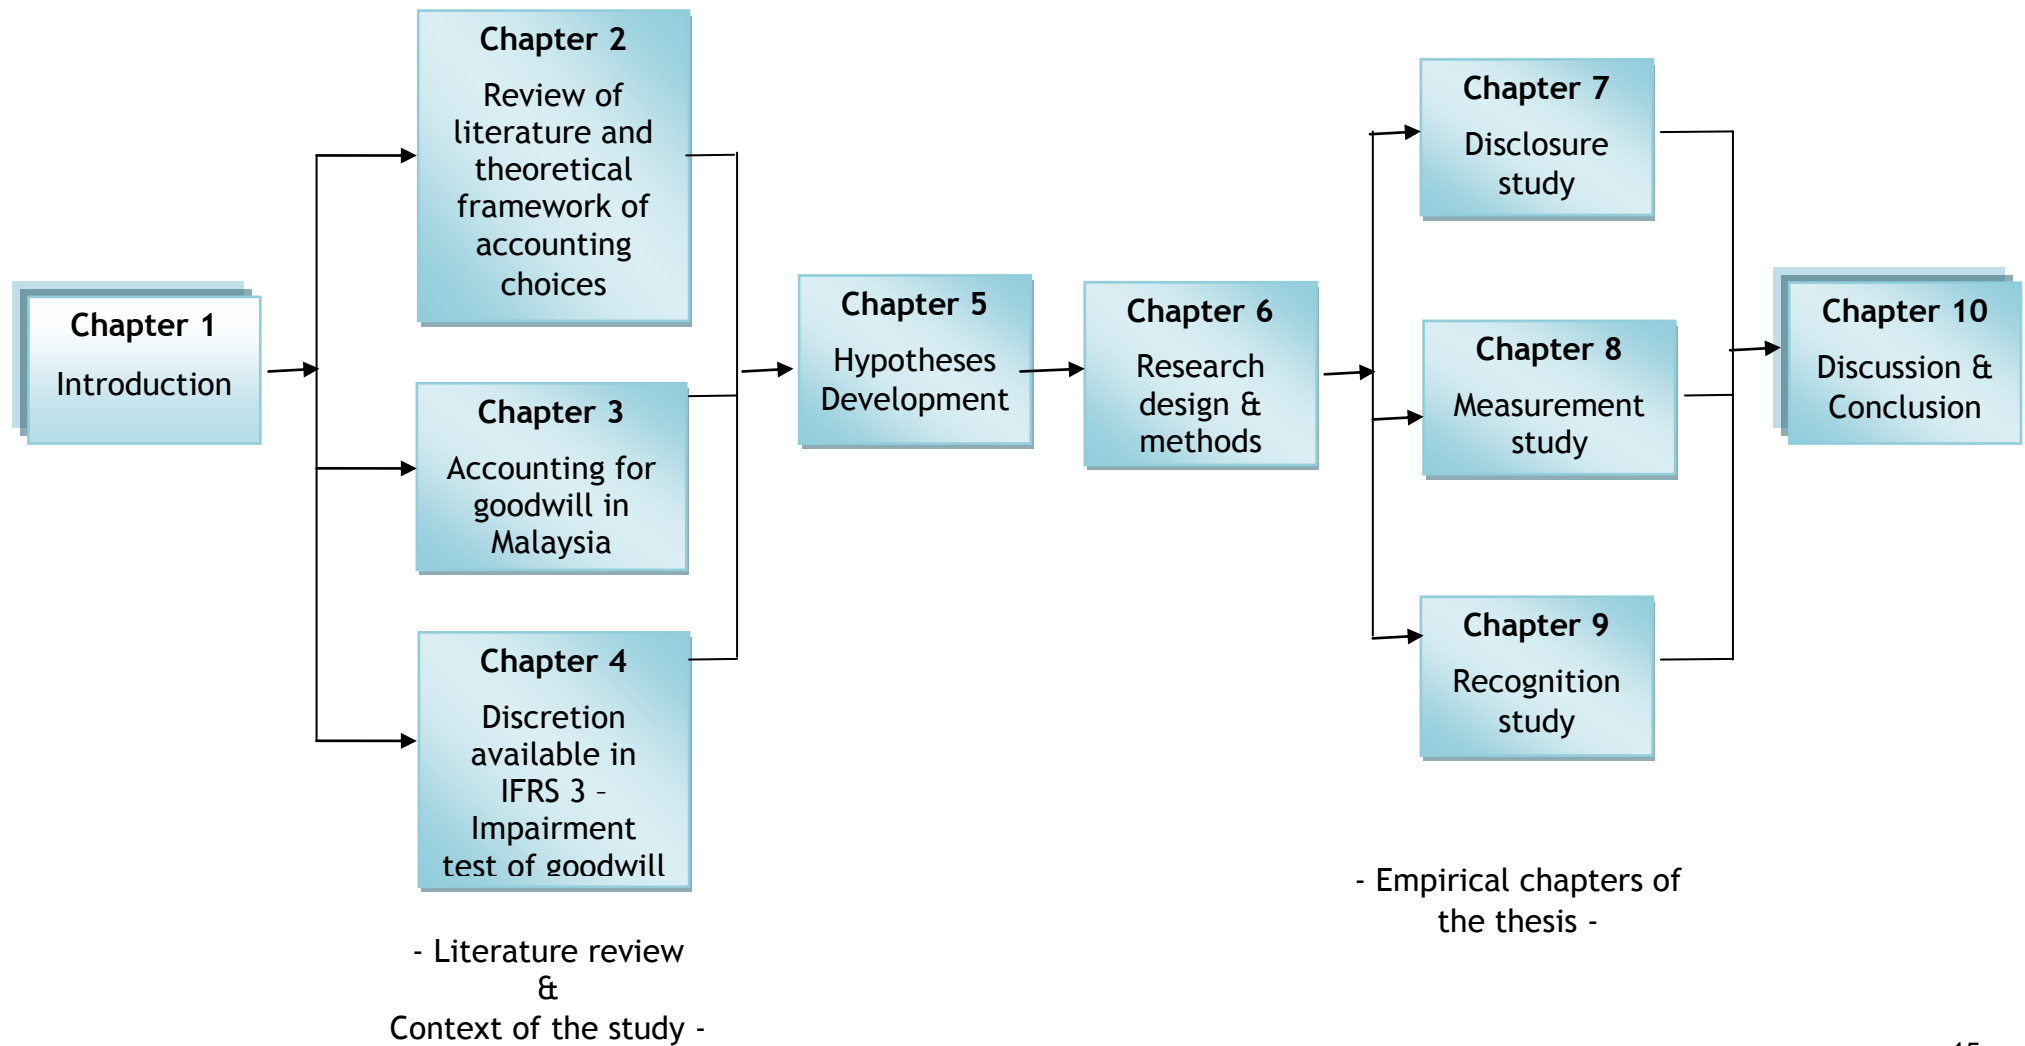 Chapter 1
Introduction
Chapter 2
Review of
literature and
theoretical
framework of
accounting
choices
Chapter 3
Accounting for
goodwill in
Malaysia
Chapter 4
Discretion
available in
IFRS 3 –
Impairment
test of goodwill
- Literature review
&
Context of the study -
Chapter 5
Hypotheses
Development
Chapter 6
Research
design &
methods
Chapter 7
Disclosure
study
Chapter 8
Measurement
study
Chapter 9
Recognition
study
- Empirical chapters of
the thesis -
Chapter 10
Discussion &
Conclusion